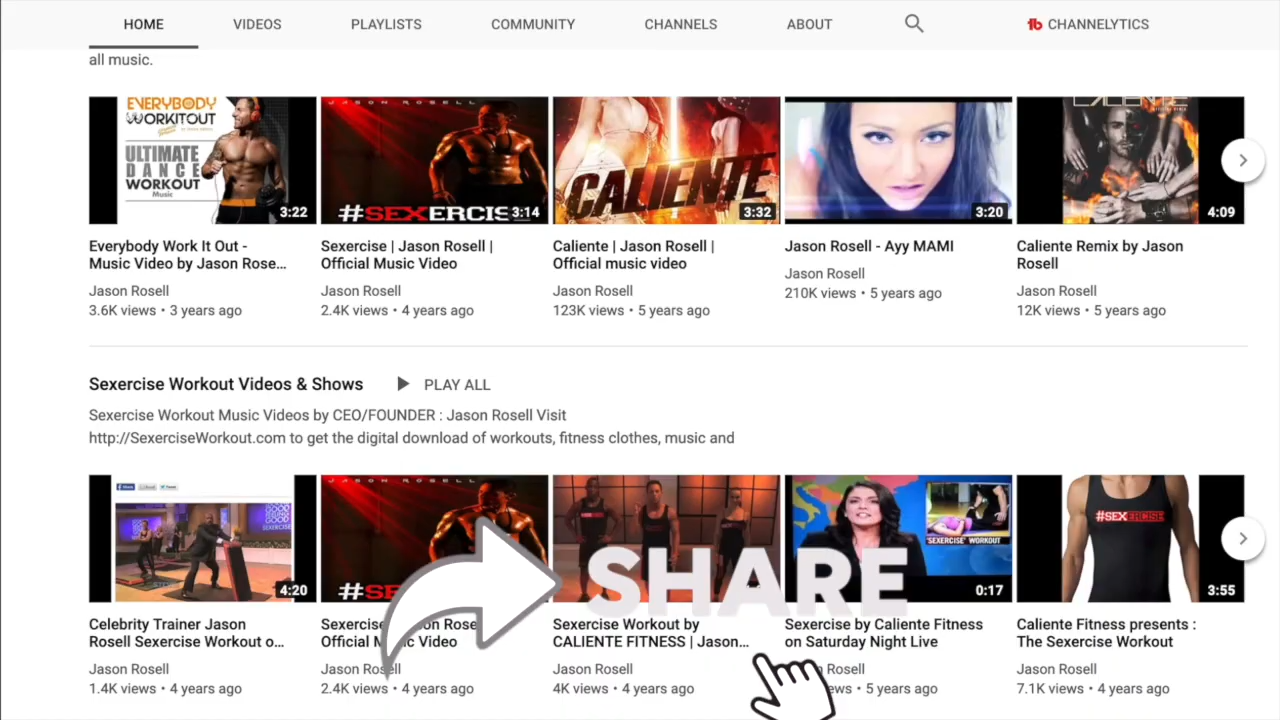 HOME
VIDEOS
PLAYLISTS
COMMUNITY
CHANNELS
ABOUT
CHANNELYTICS
all music.
EVERYBODY
WORKITOUT
ULTIMATE
DANCE
WORKOUT
Music
3:22
JASON ROSELL
#SEXERCIS
3:14
CALIENTE
3:32
3:20
CALIENTE
4:09
Everybody Work It Out -
Music Video by Jason Rose...
Jason Rosell
3.6K views • 3 years ago
Sexercise | Jason Rosell |
Official Music Video
Jason Rosell
2.4K views • 4 years ago
Caliente | Jason Rosell |
Official music video
Jason Rosell
123K views • 5 years ago
Jason Rosell - Ayy MAMI
Jason Rosell
210K views • 5 years ago
Caliente Remix by Jason
Rosell
Jason Rosell
12K views • 5 years ago
Sexercise Workout Videos & Shows
PLAY ALL
Sexercise Workout Music Videos by CEO/FOUNDER : Jason Rosell Visit
http://SexerciseWorkout.com to get the digital download of workouts, fitness clothes, music and
4:20
JASON ROSELL
#SE
'SEXERCISE' WORKOUT
0:17
#SEXERCISE
3:55
SHARE
Celebrity Trainer Jason
Rosell Sexercise Workout o...
Jason Rosell
1.4K views • 4 years ago
Sexercise Rose
Official M Video
Jason Rosell
2.4K views • 4 years ago
Sexercise Workout by
CALIENTE FITNESS | Jason...
Jason Rosell
4K views • 4 years ago
Sexercise by Caliente Fitness
on Saturday Night Live
Rosell
ews • 5 years ago
Caliente Fitness presents :
The Sexercise Workout
Jason Rosell
7.1K views • 4 years ago